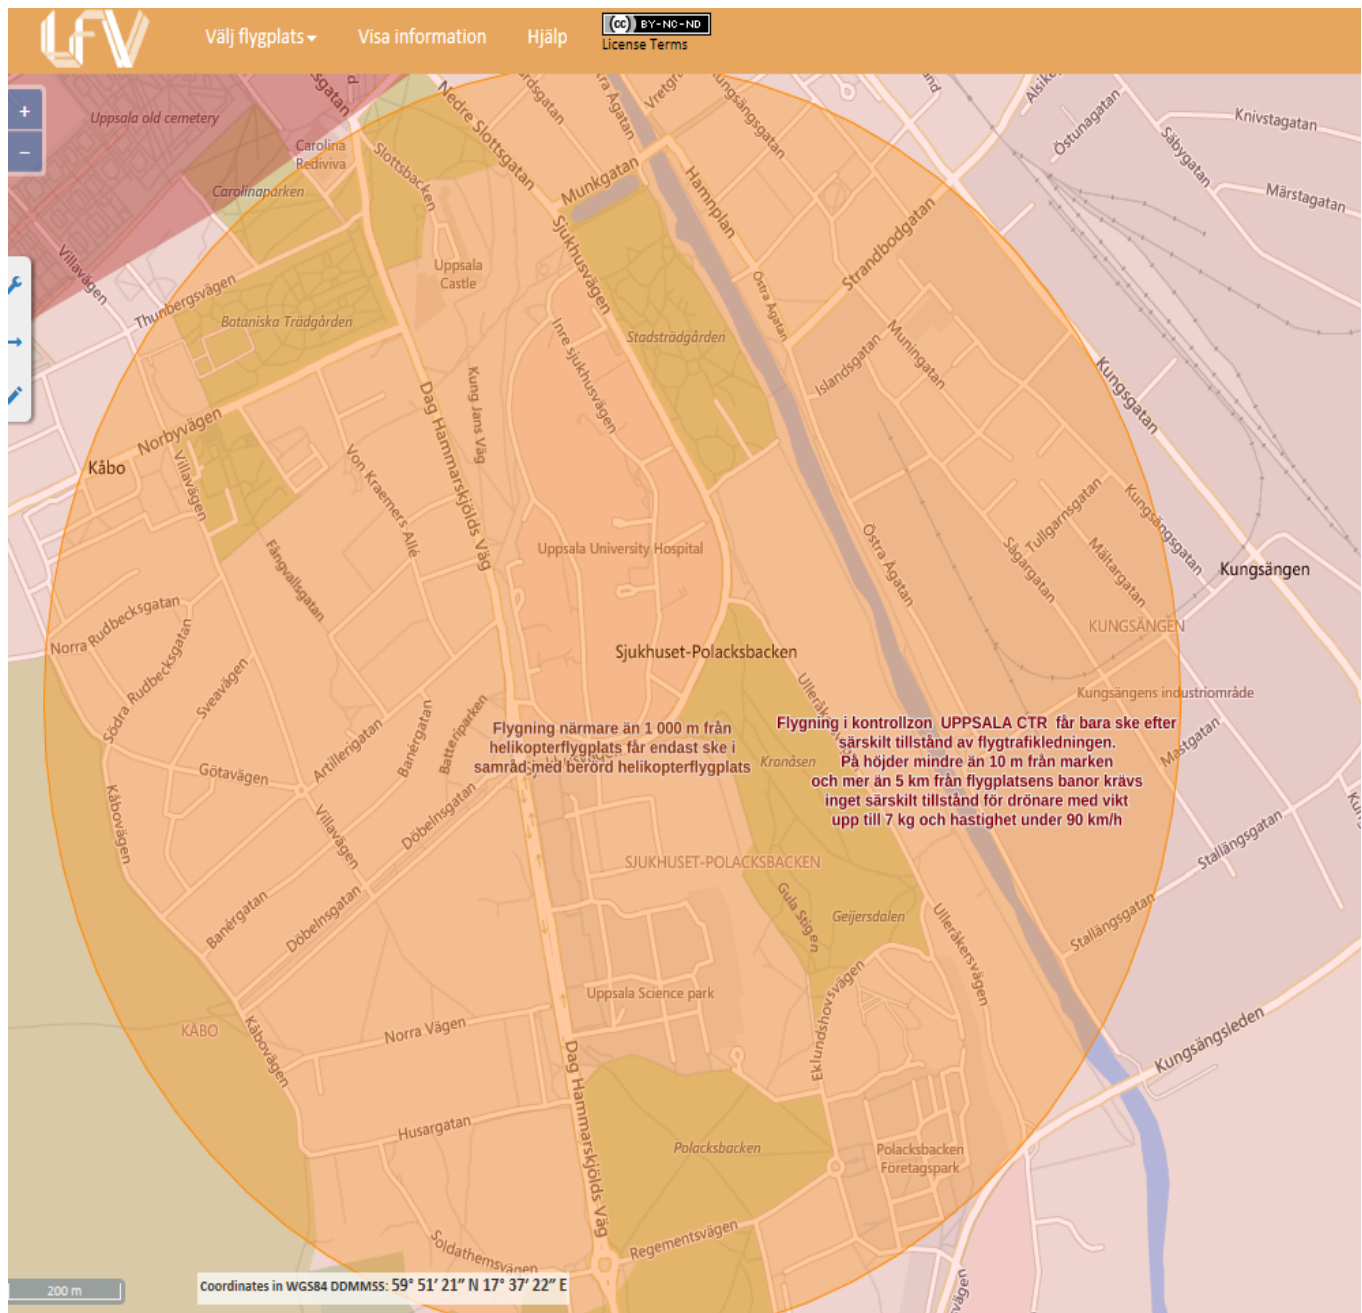 LFV
Välj flygplats
Visa information
Hjälp
BY-NC-ND
License Terms
+
−
Uppsala old cemetery
Carolina
Rediviva
Carolinaparken
Slottsbacken
Nedre Slottsgatan
Munkgatan
Hamnplan
Östunagatan
Säbygatan
Knivstagatan
Märstagatan
Villavägen
Thunbergsvägen
Botaniska Trädgården
Uppsala
Castle
Sjukhusvägen
Stadsträdgården
Östra Ågatan
Strandbodgatan
Islandsgatan
Muningatan
Kungsgatan
Inre sjukhusvägen
Kung Jans Väg
Dag Hammarskjölds Väg
Norbyvägen
Kåbo
Villavägen
Von Kraemers Allé
Fångvallsgatan
Uppsala University Hospital
Östra Ågatan
Tullgarnsgatan
Sågargatan
Mältargatan
Kungsängsgatan
Kungsängen
KUNGSÄNGEN
Norra Rudbecksgatan
Södra Rudbecksgatan
Sveavägen
Sjukhuset-Polacksbacken
Kungsängens industriområde
Mastgatan
Götavägen
Artillerigatan
Banérgatan
Batteriparken
Flygning närmare än 1 000 m från
helikopterflygplats får endast ske i
samråd med berörd helikopterflygplats
Flygning i kontrollzon UPPSALA CTR får bara ske efter
särskilt tillstånd av flygtrafikledningen.
På höjder mindre än 10 m från marken
och mer än 5 km från flygplatsens banor krävs
inget särskilt tillstånd för drönare med vikt
upp till 7 kg och hastighet under 90 km/h
Kronåsen
Kåbovägen
Villavägen
Döbelnsgatan
SJUKHUSET-POLACKSBACKEN
Stallängsgatan
Banérgatan
Döbelnsgatan
Gula Stigen
Geijersdalen
Ulleråkersvägen
Stallängsgatan
Uppsala Science park
Eklundshovsvägen
KÅBO
Kåbovägen
Norra Vägen
Dag Hammarskjölds Väg
Kungsängsleden
Husargatan
Polacksbacken
Polacksbacken
Företagspark
Soldathemsvägen
Regementsvägen
200 m
Coordinates in WGS84 DDMMSS: 59° 51′ 21″ N 17° 37′ 22″ E